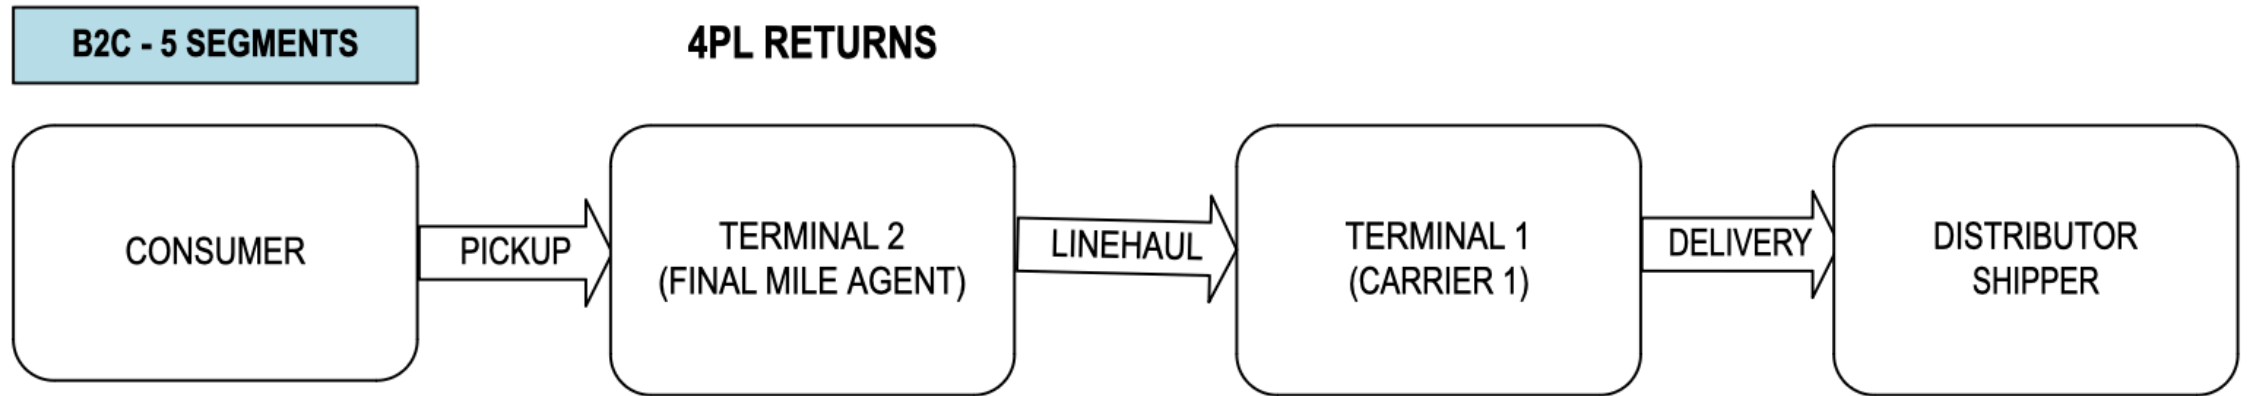 B2C - 5 SEGMENTS
4PL RETURNS
CONSUMER
PICKUP
TERMINAL 2
(FINAL MILE AGENT)
LINEHAUL
TERMINAL 1
(CARRIER 1)
DELIVERY
DISTRIBUTOR
SHIPPER